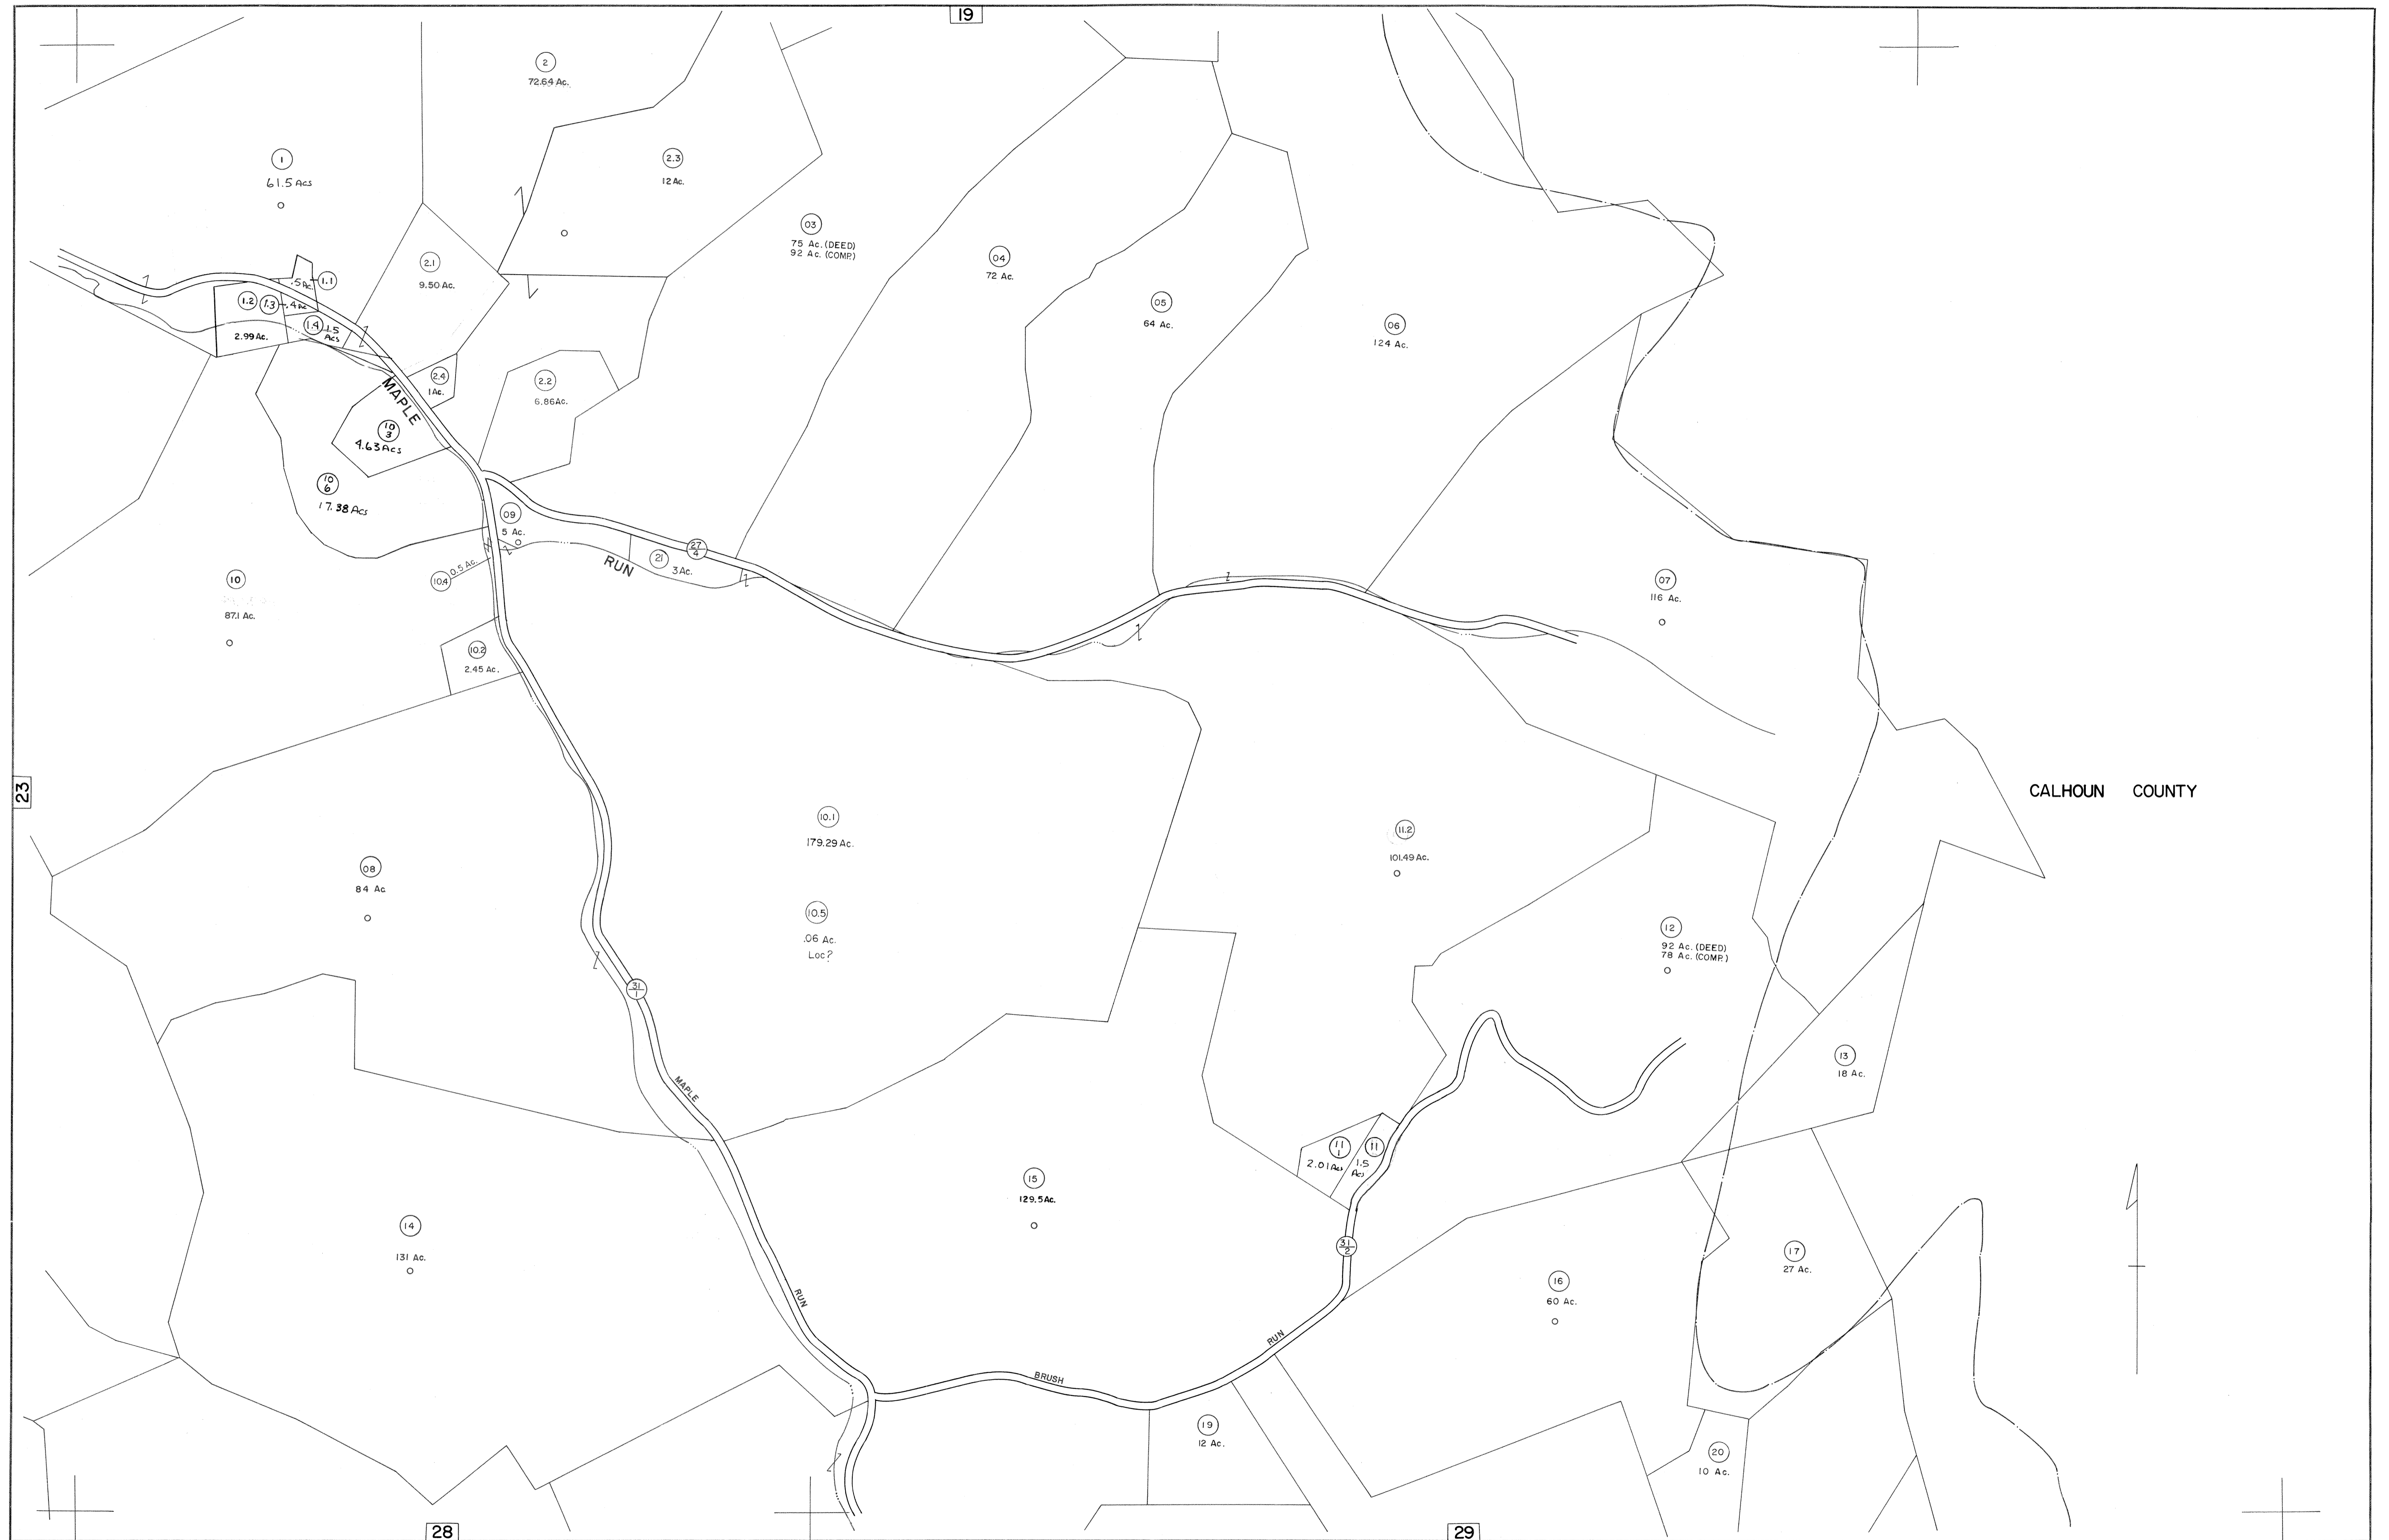 19
2
72.64 Ac.
1
61.5 Acs
2.3
12 Ac.
03
75 Ac. (DEED)
92 Ac. (COMP.)
04
72 Ac.
05
64 Ac.
06
124 Ac.
2.1
9.50 Ac.
.5 Ac.
1.1
1.2
1.3
.4 Ac
2.99 Ac.
1.4
1.5
Acs
2.4
1 Ac.
2.2
6.86 Ac.
MAPLE
10
3
4.63 Acs
10
6
17.38 Acs
09
5 Ac.
27
4
21
3 Ac.
RUN
10.4
0.5 Ac.
10
87.1 Ac.
07
116 Ac.
10.2
2.45 Ac.
23
CALHOUN COUNTY
10.1
179.29 Ac.
11.2
101.49 Ac.
08
84 Ac
10.5
.06 Ac.
Loc?
12
92 Ac. (DEED)
78 Ac. (COMP.)
31
1
13
18 Ac.
MAPLE
11
1
2.01 Acs
11
1.5
Acs
15
129.5 Ac.
14
131 Ac.
31
2
17
27 Ac.
16
60 Ac.
RUN
RUN
BRUSH
19
12 Ac.
20
10 Ac.
28
29